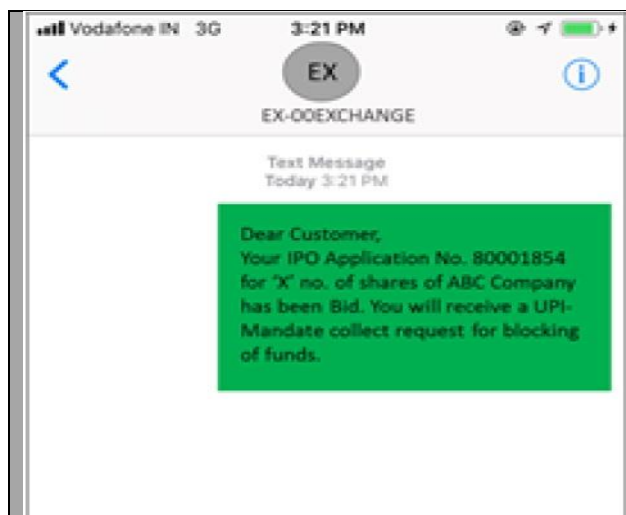 Vodafone IN 3G 3:21 PM
EX
EX-00EXCHANGE
Text Message
Today 3:21 PM
Dear Customer,
Your IPO Application No. 80001854
for 'X' no. of shares of ABC Company
has been Bid. You will receive a UPI-
Mandate collect request for blocking
of funds.